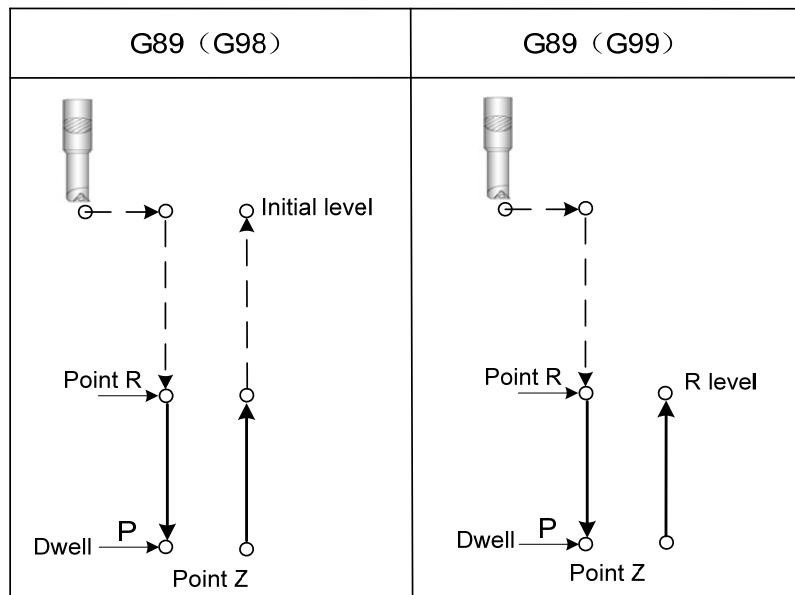 G89（G98）
G89（G99）
Initial level
Point R
P
Dwell
Point Z
Point R
R level
P
Dwell
Point Z